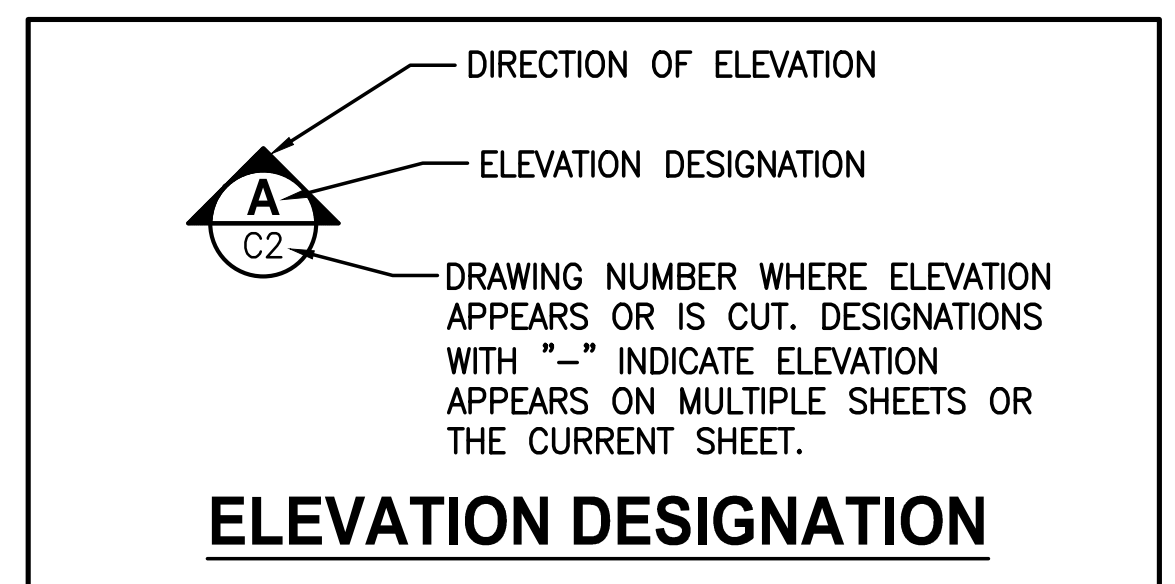 DIRECTION OF ELEVATION
A
ELEVATION DESIGNATION
C2
DRAWING NUMBER WHERE ELEVATION
APPEARS OR IS CUT. DESIGNATIONS
WITH "–" INDICATE ELEVATION
APPEARS ON MULTIPLE SHEETS OR
THE CURRENT SHEET.
ELEVATION DESIGNATION